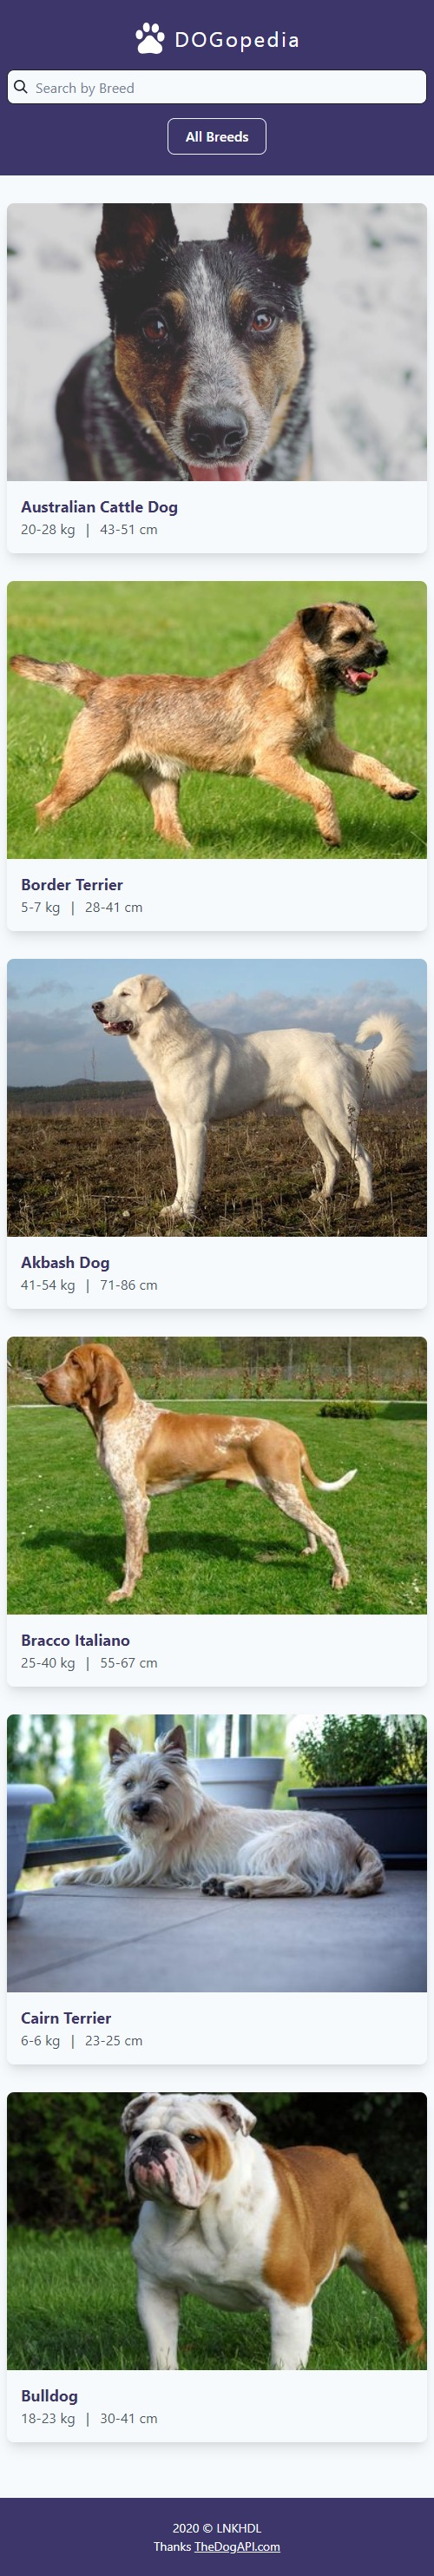 DOGopedia
Search by Breed
All Breeds
Australian Cattle Dog
20-28 kg | 43-51 cm
Border Terrier
5-7 kg | 28-41 cm
Akbash Dog
41-54 kg | 71-86 cm
Bracco Italiano
25-40 kg | 55-67 cm
Cairn Terrier
6-6 kg | 23-25 cm
Bulldog
18-23 kg | 30-41 cm
2020 © LNKHDL
Thanks TheDogAPI.com